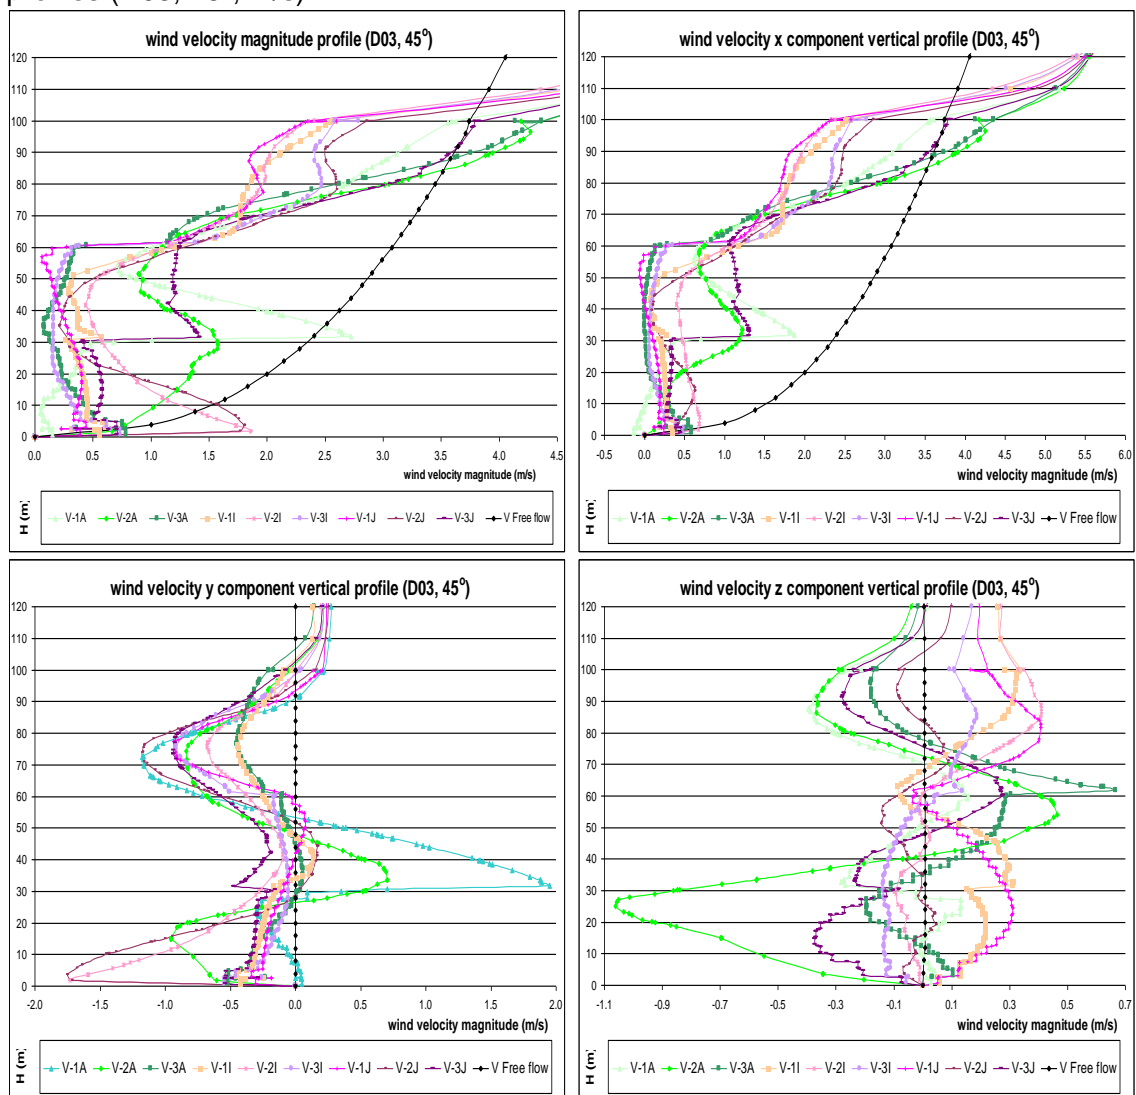 wind velocity magnitude profile (D03, 45°)
120
110
100
90
80
70
60
50
40
30
20
10
0
0.0 0.5 1.0 1.5 2.0 2.5 3.0 3.5 4.0 4.5
wind velocity magnitude (m/s)
H (m)
V-1A V-2A V-3A V-1I V-2I V-3I V-1J V-2J V-3J V Free flow
wind velocity x component vertical profile (D03, 45°)
120
110
100
90
80
70
60
50
40
30
20
10
0
-0.5 0.0 0.5 1.0 1.5 2.0 2.5 3.0 3.5 4.0 4.5 5.0 5.5 6.0
wind velocity magnitude (m/s)
H (m)
V-1A V-2A V-3A V-1I V-2I V-3I V-1J V-2J V-3J V Free flow
wind velocity y component vertical profile (D03, 45°)
120
110
100
90
80
70
60
50
40
30
20
10
0
-2.0 -1.5 -1.0 -0.5 0.0 0.5 1.0 1.5 2.0
wind velocity magnitude (m/s)
H (m)
V-1A V-2A V-3A V-1I V-2I V-3I V-1J V-2J V-3J V Free flow
wind velocity z component vertical profile (D03, 45°)
120
110
100
90
80
70
60
50
40
30
20
10
0
-1.1 -0.9 -0.7 -0.5 -0.3 -0.1 0.1 0.3 0.5 0.7
wind velocity magnitude (m/s)
H (m)
V-1A V-2A V-3A V-1I V-2I V-3I V-1J V-2J V-3J V Free flow